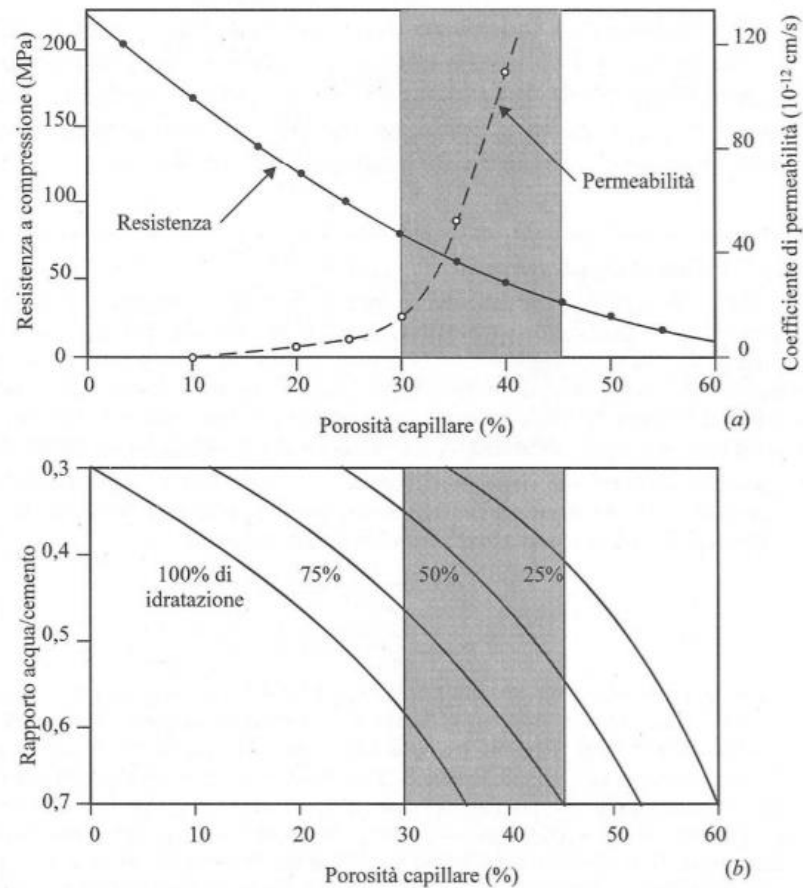 Resistenza a compressione (MPa)
200
150
100
50
0
Resistenza
Permeabilità
120
80
40
0
Coefficiente di permeabilità (10⁻¹² cm/s)
0 10 20 30 40 50 60
Porosità capillare (%)
(a)
Rapporto acqua/cemento
0,3
0,4
0,5
0,6
0,7
100% di
idratazione
75%
50%
25%
0 10 20 30 40 50 60
Porosità capillare (%)
(b)